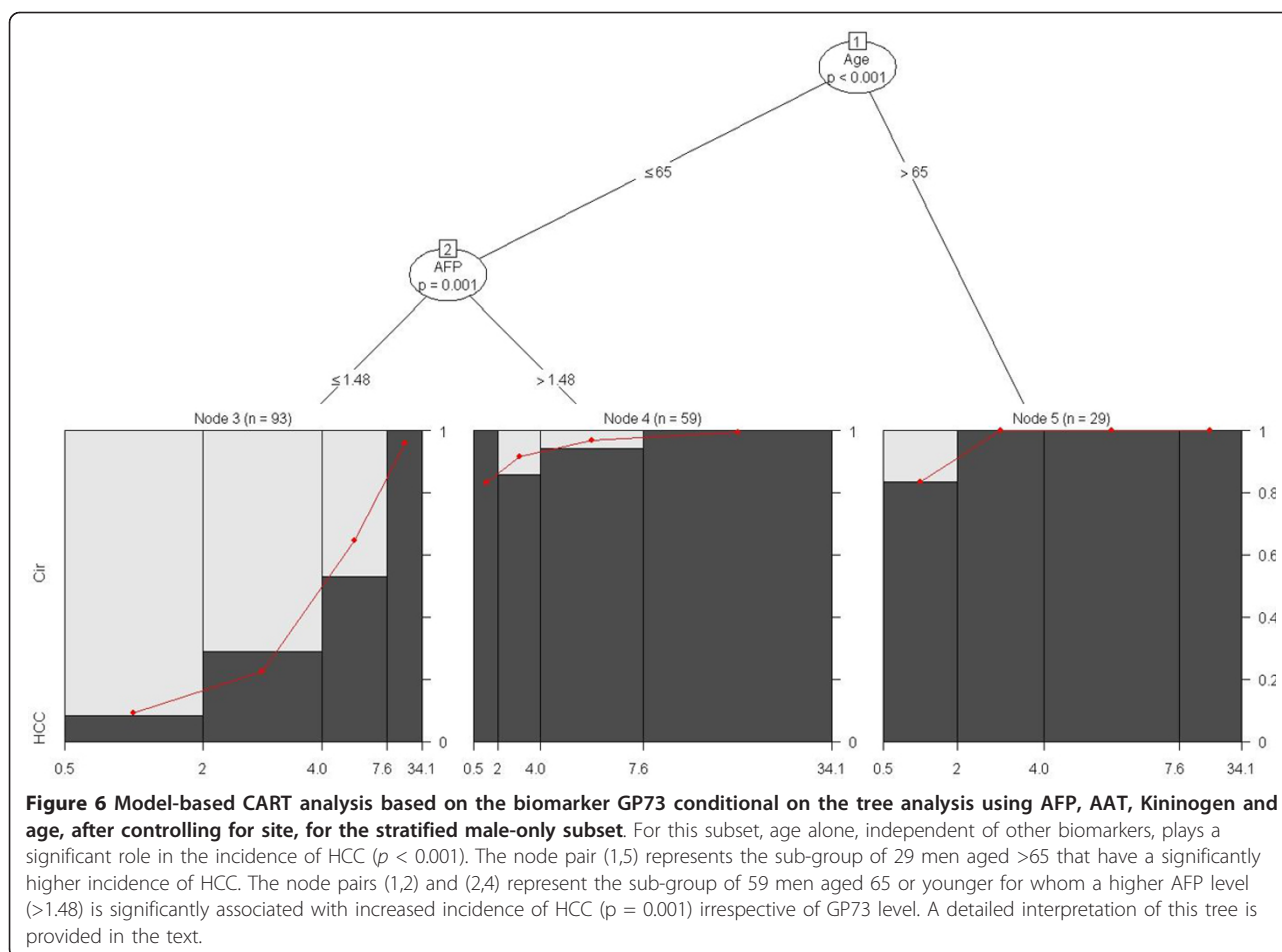 1
Age
p < 0.001
≤65
> 65
2
AFP
p = 0.001
≤ 1.48
> 1.48
Node 3 (n = 93)
Node 4 (n = 59)
Node 5 (n = 29)
Cir
HCC
1
0
1
0
1
0.8
0.6
0.4
0.2
0
0.5 2 4.0 7.6 34.1
0.5 2 4.0 7.6 34.1
0.5 2 4.0 7.6 34.1
Figure 6 Model-based CART analysis based on the biomarker GP73 conditional on the tree analysis using AFP, AAT, Kininogen and
age, after controlling for site, for the stratified male-only subset. For this subset, age alone, independent of other biomarkers, plays a
significant role in the incidence of HCC (p < 0.001). The node pair (1,5) represents the sub-group of 29 men aged >65 that have a significantly
higher incidence of HCC. The node pairs (1,2) and (2,4) represent the sub-group of 59 men aged 65 or younger for whom a higher AFP level
(>1.48) is significantly associated with increased incidence of HCC (p = 0.001) irrespective of GP73 level. A detailed interpretation of this tree is
provided in the text.